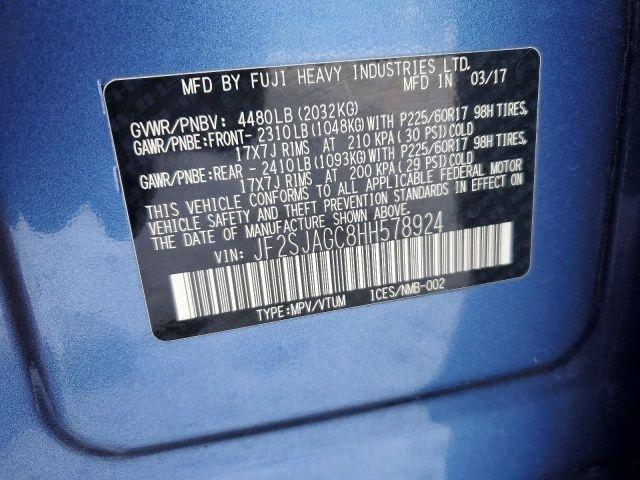 MFD BY FUJI HEAVY INDUSTRIES LTD.
MFD IN 03/17
GVWR/PNBV: 4480LB(2032KG)
GAWR/PNBE:FRONT- 2310LB(1048KG)WITH P225/60R17 98H TIRES,
17X7J RIMS AT 210 KPA(30 PSI)COLD
GAWR/PNBE:REAR - 2410LB(1093KG)WITH P225/60R17 98H TIRES,
17X7J RIMS AT 200 KPA(29 PSI)COLD
THIS VEHICLE CONFORMS TO ALL APPLICABLE FEDERAL MOTOR
VEHICLE SAFETY AND THEFT PREVENTION STANDARDS IN EFFECT ON
THE DATE OF MANUFACTURE SHOWN ABOVE.
VIN: JF2SJAGC8HH578924
TYPE:MPV/VTUM ICES/NMB-002